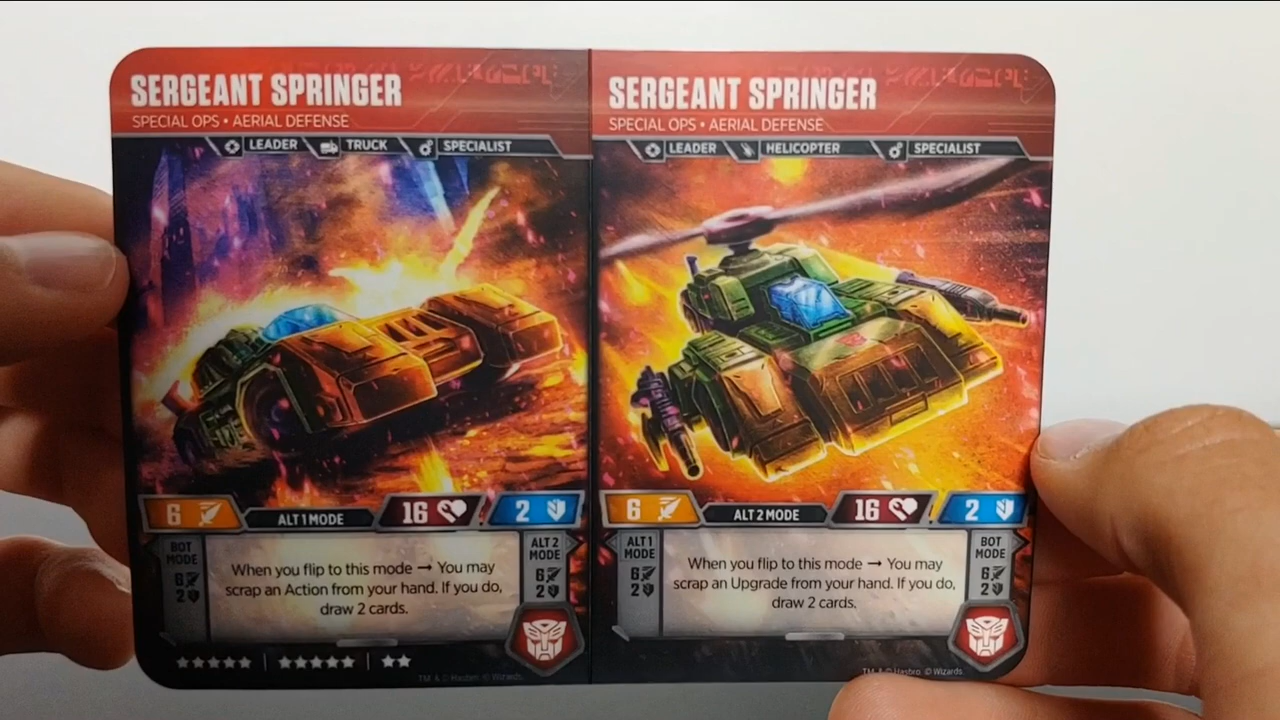 SERGEANT SPRINGER
SPECIAL OPS • AERIAL DEFENSE
LEADER TRUCK SPECIALIST
6 ALT 1 MODE 16 2
BOT MODE
6
2
When you flip to this mode → You may
scrap an Action from your hand. If you do,
draw 2 cards.
ALT 2 MODE
6
2
TM & © Hasbro. © Wizards.
SERGEANT SPRINGER
SPECIAL OPS • AERIAL DEFENSE
LEADER HELICOPTER SPECIALIST
6 ALT 2 MODE 16 2
ALT 1 MODE
6
2
When you flip to this mode → You may
scrap an Upgrade from your hand. If you do,
draw 2 cards.
BOT MODE
6
2
TM & © Hasbro. © Wizards.